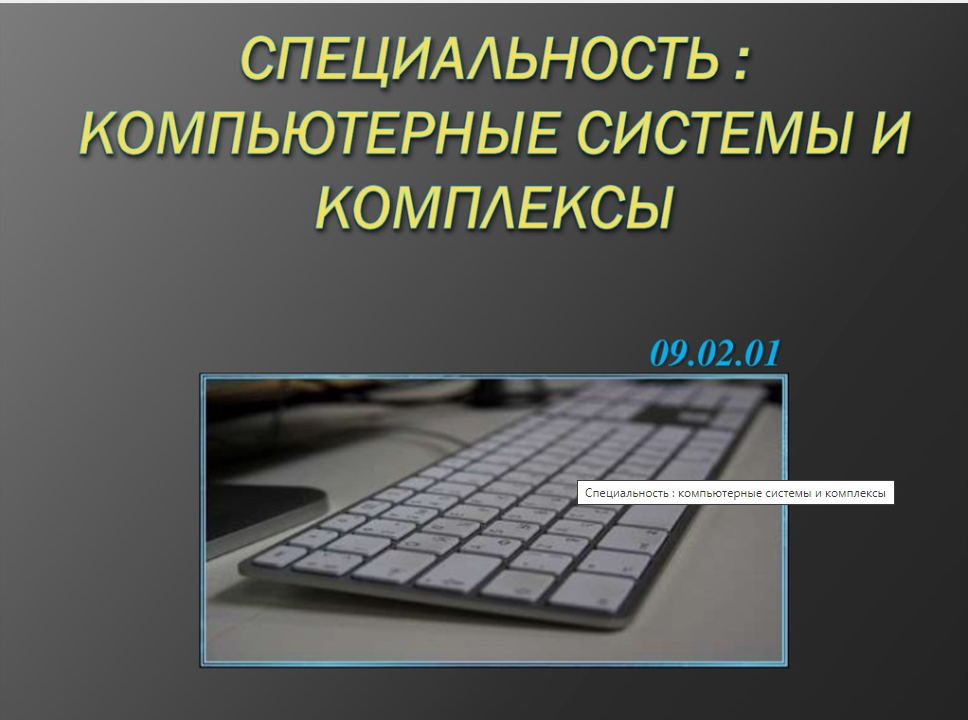 СПЕЦИАЛЬНОСТЬ :
КОМПЬЮТЕРНЫЕ СИСТЕМЫ И
КОМПЛЕКСЫ
09.02.01
Специальность : компьютерные системы и комплексы